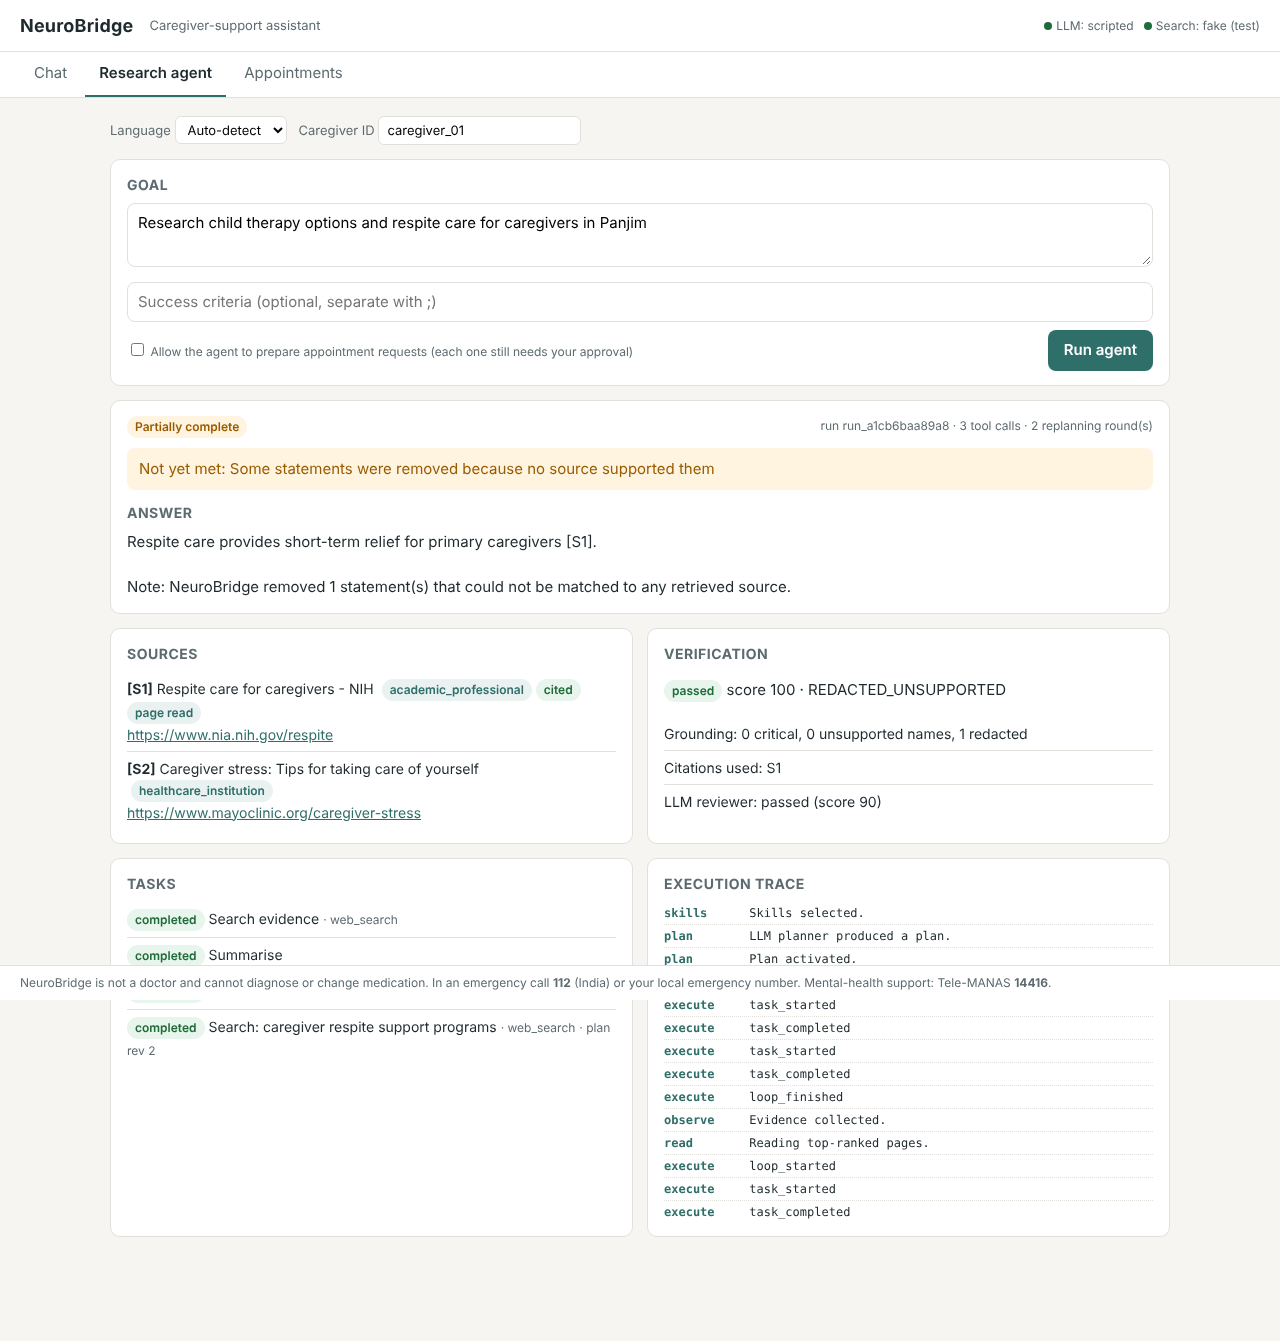 NeuroBridge Caregiver-support assistant LLM: scripted Search: fake (test)
Chat Research agent Appointments
Language Auto-detect Caregiver ID caregiver_01
GOAL
Research child therapy options and respite care for caregivers in Panjim
Success criteria (optional, separate with ;)
Allow the agent to prepare appointment requests (each one still needs your approval) Run agent
Partially complete run run_a1cb6baa89a8 · 3 tool calls · 2 replanning round(s)
Not yet met: Some statements were removed because no source supported them
ANSWER
Respite care provides short-term relief for primary caregivers [S1].
Note: NeuroBridge removed 1 statement(s) that could not be matched to any retrieved source.
SOURCES
[S1] Respite care for caregivers - NIH academic_professional cited
page read
https://www.nia.nih.gov/respite
[S2] Caregiver stress: Tips for taking care of yourself
healthcare_institution
https://www.mayoclinic.org/caregiver-stress
VERIFICATION
passed score 100 · REDACTED_UNSUPPORTED
Grounding: 0 critical, 0 unsupported names, 1 redacted
Citations used: S1
LLM reviewer: passed (score 90)
TASKS
completed Search evidence · web_search
completed Summarise
EXECUTION TRACE
skills Skills selected.
plan LLM planner produced a plan.
plan Plan activated.
NeuroBridge is not a doctor and cannot diagnose or change medication. In an emergency call 112 (India) or your local emergency number. Mental-health support: Tele-MANAS 14416.
completed Search: caregiver respite support programs · web_search · plan
rev 2
execute task_started
execute task_completed
execute task_started
execute task_completed
execute loop_finished
observe Evidence collected.
read Reading top-ranked pages.
execute loop_started
execute task_started
execute task_completed